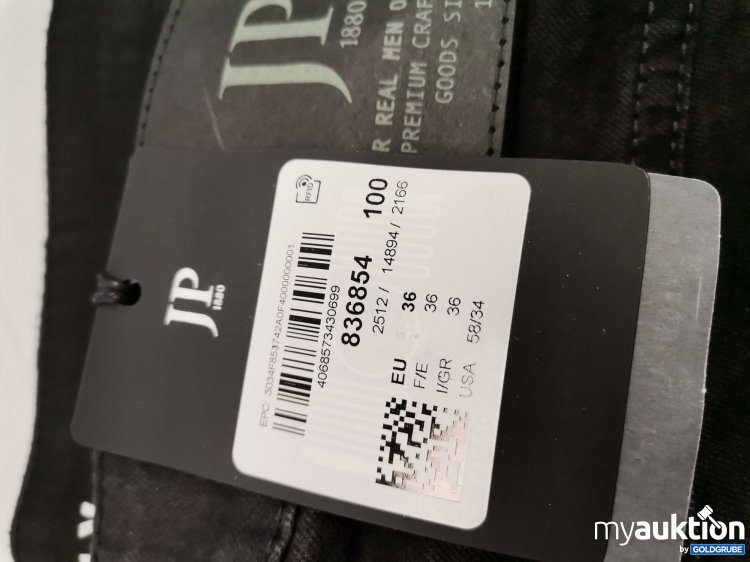 JP
1880
R REAL MEN O
PREMIUM CRAF
GOODS SI
JP
1880
RFID
EPC: 3034F853742A0F4000000001
4068573430699
836854 100
2512 / 14894 / 2166
EU 36
F/E 36
I/GR 36
USA 58/34
myauktion
by GOLDGRUBE